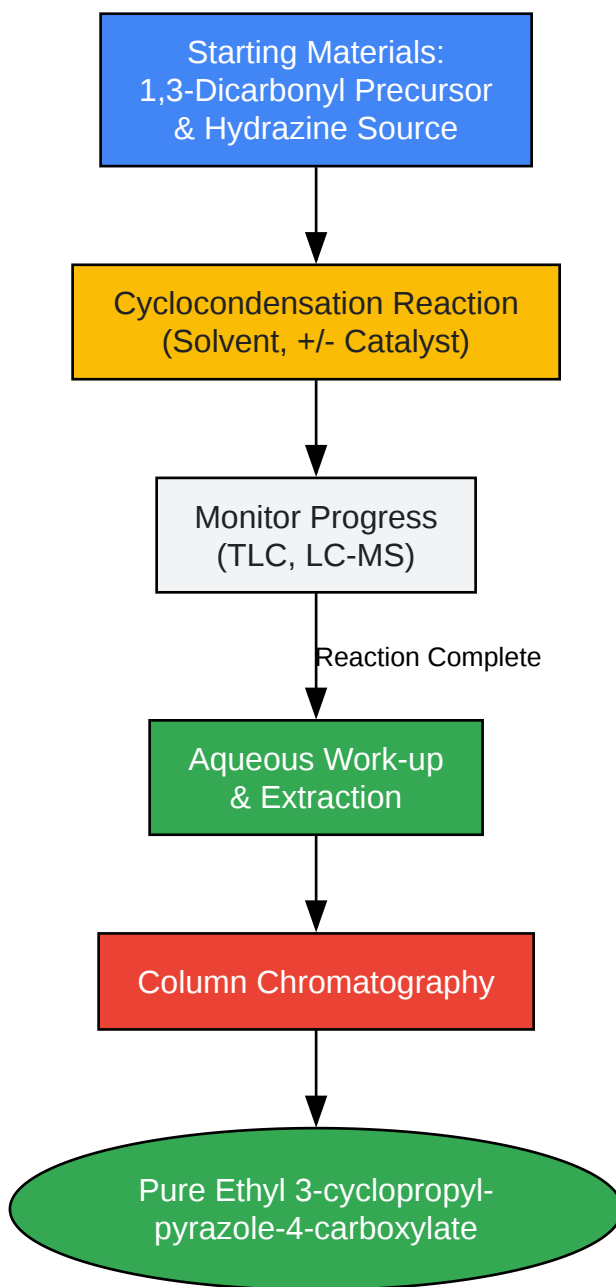 Starting Materials:
1,3-Dicarbonyl Precursor
& Hydrazine Source
Cyclocondensation Reaction
(Solvent, +/- Catalyst)
Monitor Progress
(TLC, LC-MS)
Reaction Complete
Aqueous Work-up
& Extraction
Column Chromatography
Pure Ethyl 3-cyclopropyl-
pyrazole-4-carboxylate